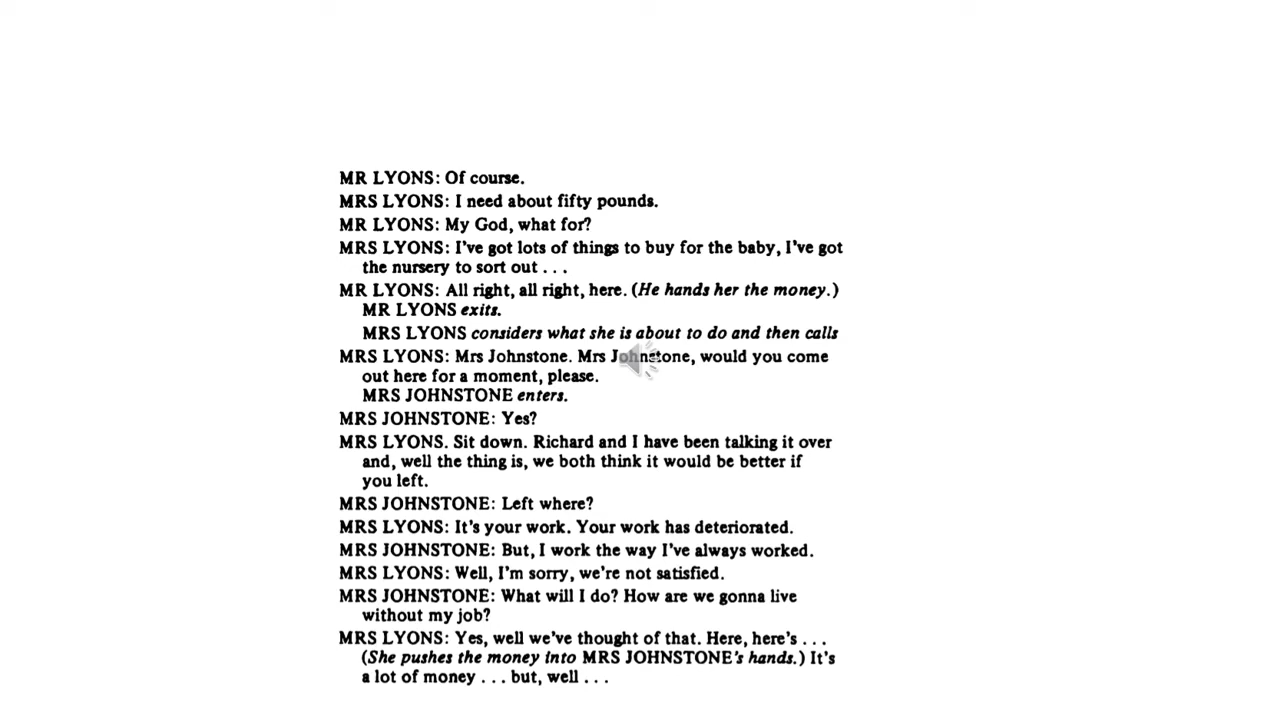 MR LYONS: Of course.
MRS LYONS: I need about fifty pounds.
MR LYONS: My God, what for?
MRS LYONS: I've got lots of things to buy for the baby, I've got
the nursery to sort out . . .
MR LYONS: All right, all right, here. (He hands her the money.)
MR LYONS exits.
MRS LYONS considers what she is about to do and then calls
MRS LYONS: Mrs Johnstone. Mrs Johnstone, would you come
out here for a moment, please.
MRS JOHNSTONE enters.
MRS JOHNSTONE: Yes?
MRS LYONS. Sit down. Richard and I have been talking it over
and, well the thing is, we both think it would be better if
you left.
MRS JOHNSTONE: Left where?
MRS LYONS: It's your work. Your work has deteriorated.
MRS JOHNSTONE: But, I work the way I've always worked.
MRS LYONS: Well, I'm sorry, we're not satisfied.
MRS JOHNSTONE: What will I do? How are we gonna live
without my job?
MRS LYONS: Yes, well we've thought of that. Here, here's . . .
(She pushes the money into MRS JOHNSTONE's hands.) It's
a lot of money . . . but, well . . .